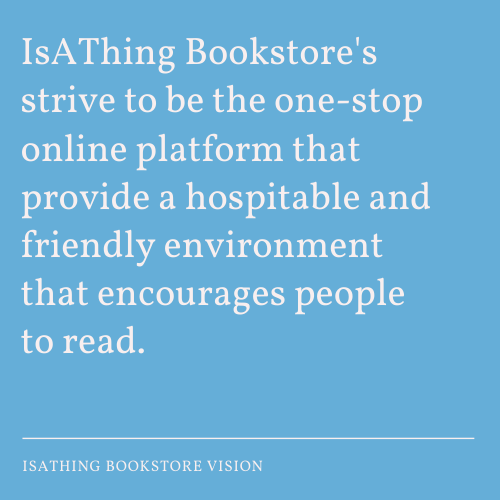 IsAThing Bookstore's
strive to be the one-stop
online platform that
provide a hospitable and
friendly environment
that encourages people
to read.
ISATHING BOOKSTORE VISION